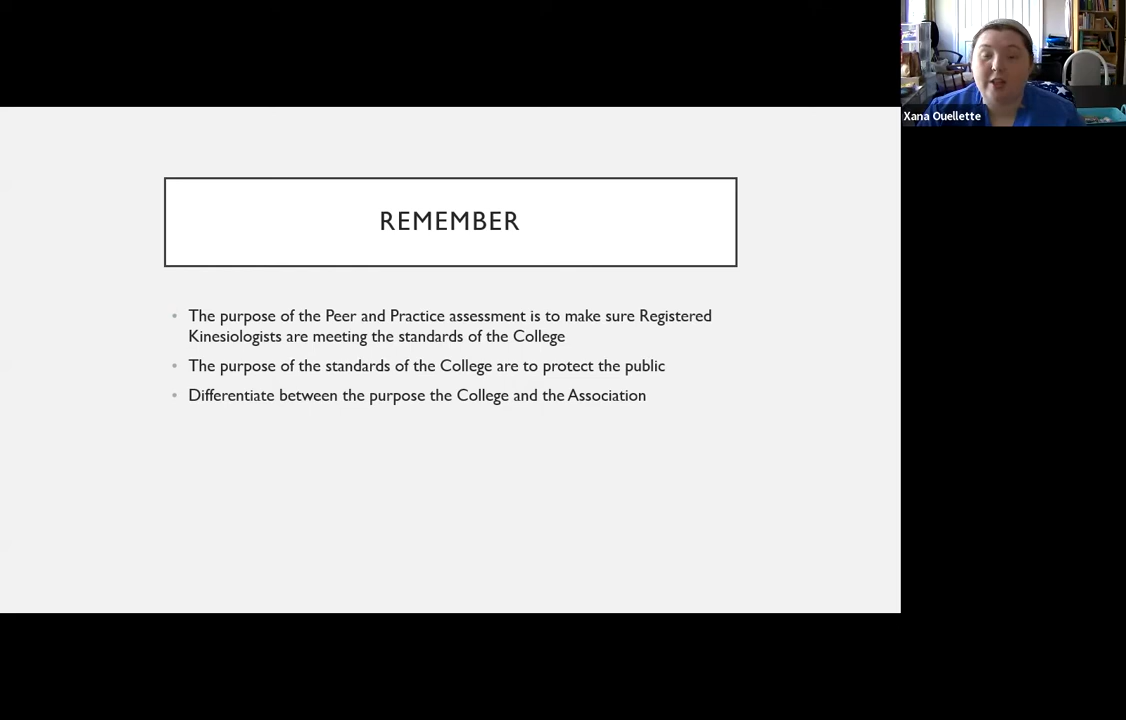 Xana Ouellette
REMEMBER
• The purpose of the Peer and Practice assessment is to make sure Registered
Kinesiologists are meeting the standards of the College
• The purpose of the standards of the College are to protect the public
• Differentiate between the purpose the College and the Association